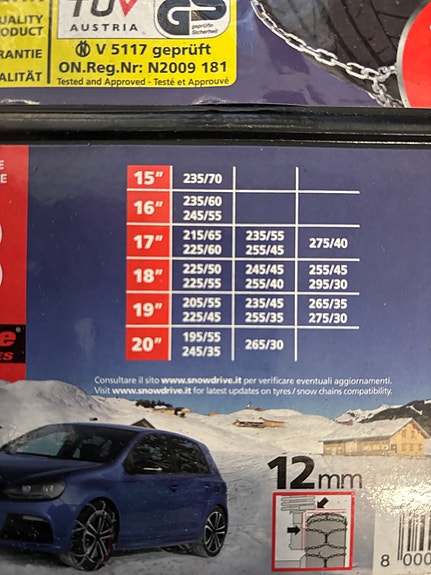 TÜV
AUSTRIA
GS
geprüfte
Sicherheit
UALITY
ODUCT
RANTIE
ALITÄT
V 5117 geprüft
ON.Reg.Nr: N2009 181
Tested and Approved - Testé et Approuvé
E
E
15” 235/70
16” 235/60
245/55
17” 215/65 235/55 275/40
225/60 255/45
18” 225/50 245/45 255/45
225/55 255/40 295/30
19” 205/55 235/45 265/35
225/45 255/35 275/30
20” 195/55 265/30
245/35
e
ES
Consultare il sito www.snowdrive.it per verificare eventuali aggiornamenti.
Visit www.snowdrive.it for latest updates on tyres / snow chains compatibility.
12mm
8 000